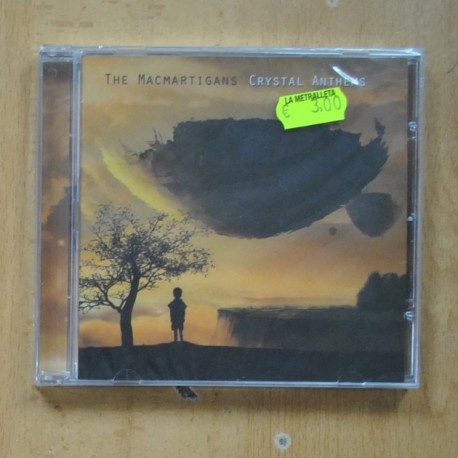 The Macmartigans Crystal Anthems
LA METRALLETA
€ 3.00